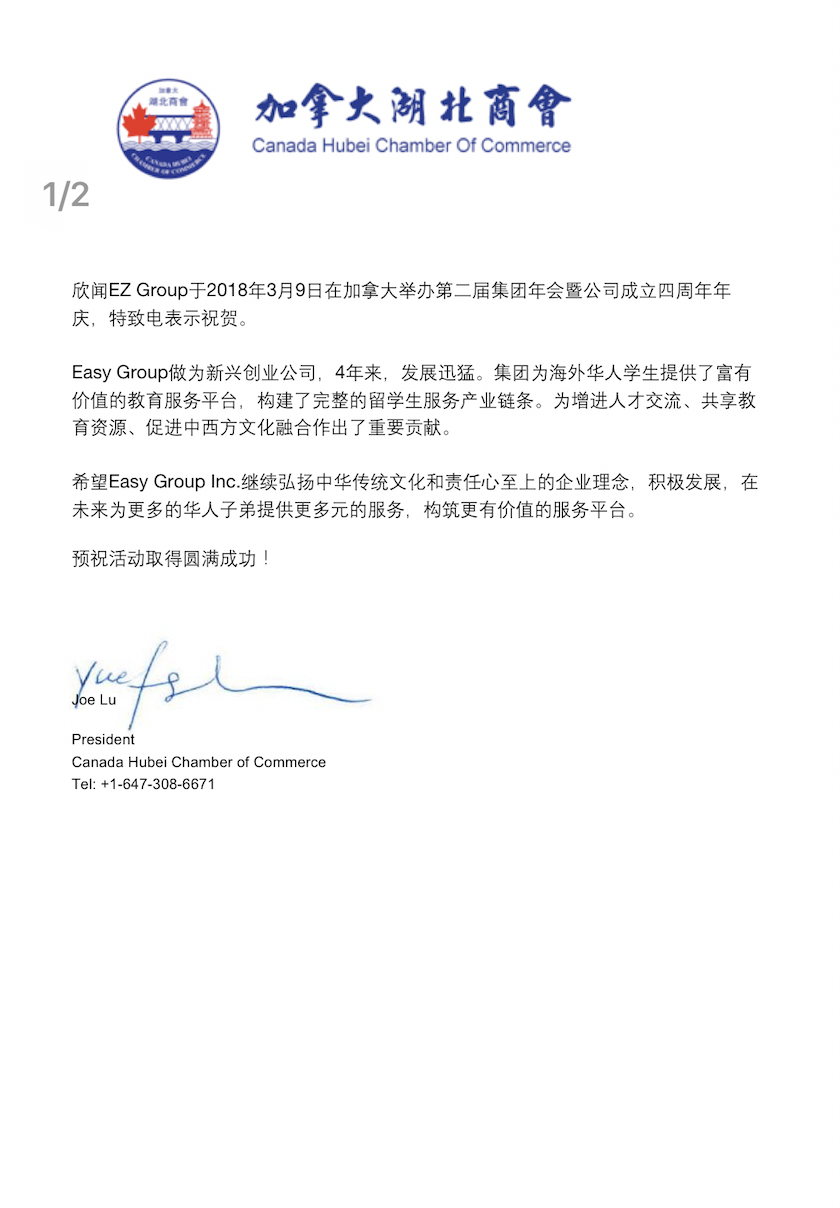 加拿大
湖北商會
CANADA HUBEI
CHAMBER OF COMMERCE
加拿大湖北商會
Canada Hubei Chamber Of Commerce
1/2
欣闻EZ Group于2018年3月9日在加拿大举办第二届集团年会暨公司成立四周年年
庆，特致电表示祝贺。
Easy Group做为新兴创业公司，4年来，发展迅猛。集团为海外华人学生提供了富有
价值的教育服务平台，构建了完整的留学生服务产业链条。为增进人才交流、共享教
育资源、促进中西方文化融合作出了重要贡献。
希望Easy Group Inc.继续弘扬中华传统文化和责任心至上的企业理念，积极发展，在
未来为更多的华人子弟提供更多元的服务，构筑更有价值的服务平台。
预祝活动取得圆满成功！
Joe Lu
President
Canada Hubei Chamber of Commerce
Tel: +1-647-308-6671